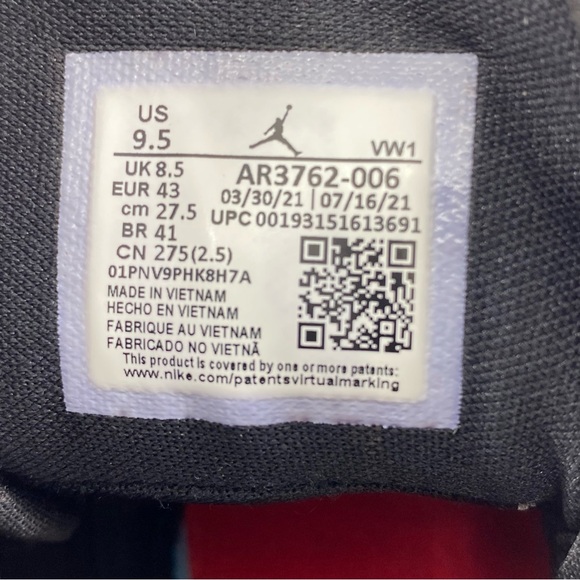 US
9.5
VW1
UK 8.5
AR3762-006
EUR 43
03/30/21 | 07/16/21
cm 27.5
UPC 00193151613691
BR 41
CN 275(2.5)
01PNV9PHK8H7A
MADE IN VIETNAM
HECHO EN VIETNAM
FABRIQUE AU VIETNAM
FABRICADO NO VIETNÃ
This product is covered by one or more patents:
www.nike.com/patentsvirtualmarking